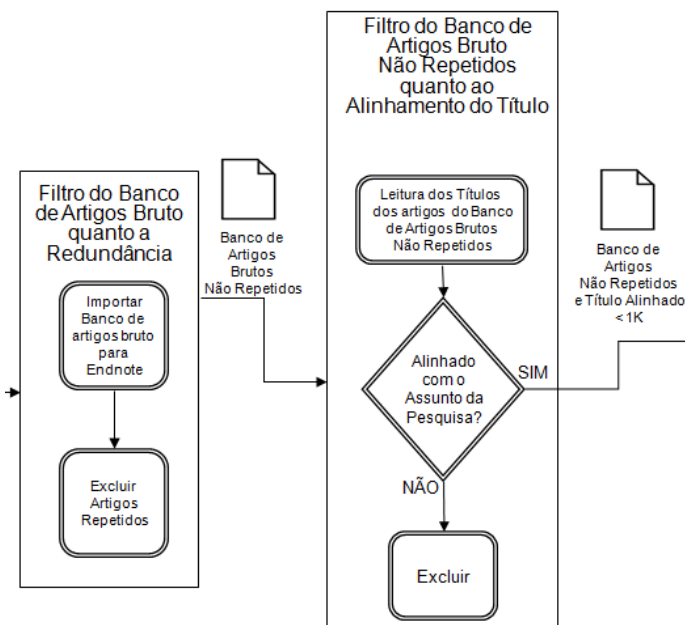 Filtro do Banco
de Artigos Bruto
quanto a
Redundância
Importar
Banco de
artigos bruto
para
Endnote
Excluir
Artigos
Repetidos
Banco de
Artigos
Brutos
Não Repetidos
Filtro do Banco de
Artigos Bruto
Não Repetidos
quanto ao
Alinhamento do Título
Leitura dos Títulos
dos artigos do Banco
de Artigos Brutos
Não Repetidos
Alinhado
com o
Assunto da
Pesquisa?
SIM
NÃO
Excluir
Banco de
Artigos
Não Repetidos
e Título Alinhado
< 1K